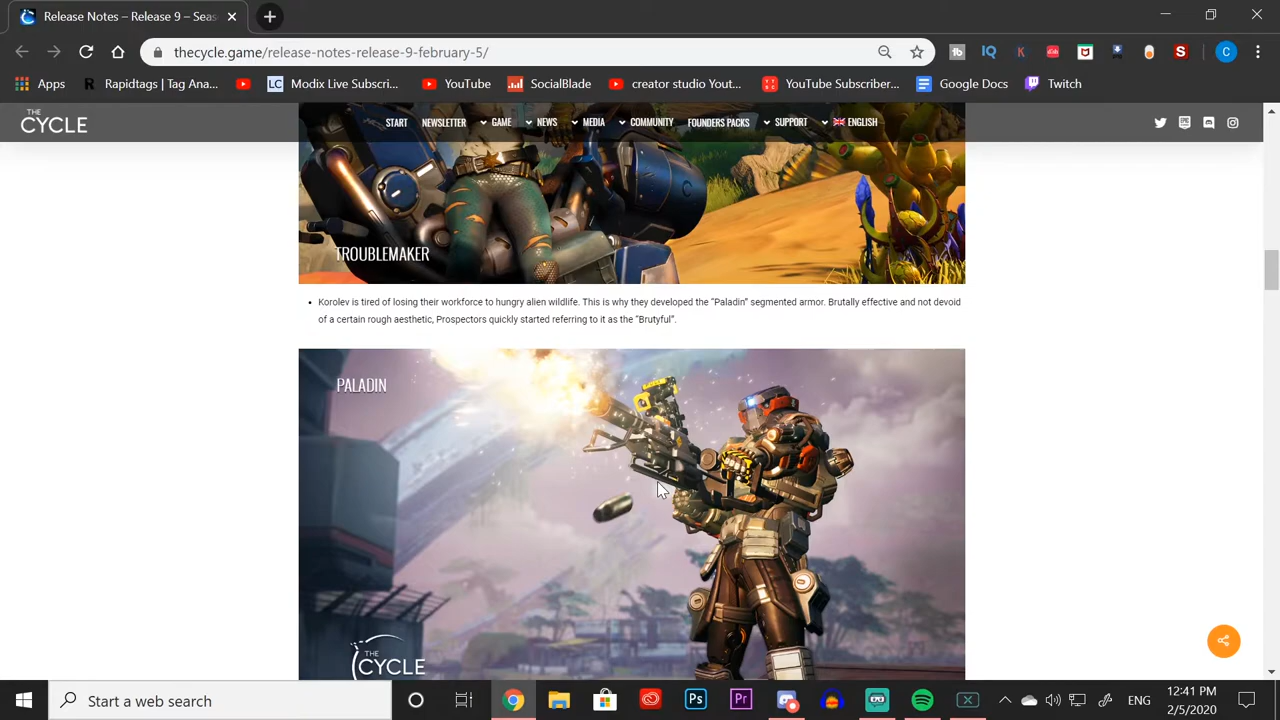 Release Notes – Release 9 – Seas
thecycle.game/release-notes-release-9-february-5/
Apps
Rapidtags | Tag Ana...
LC Modix Live Subscri...
YouTube
SocialBlade
creator studio Yout...
YouTube Subscriber...
Google Docs
Twitch
THE CYCLE
START
NEWSLETTER
GAME
NEWS
MEDIA
COMMUNITY
FOUNDERS PACKS
SUPPORT
ENGLISH
TROUBLEMAKER
• Korolev is tired of losing their workforce to hungry alien wildlife. This is why they developed the “Paladin” segmented armor. Brutally effective and not devoid
of a certain rough aesthetic, Prospectors quickly started referring to it as the “Brutyful”.
PALADIN
THE CYCLE
Start a web search
ENG
12:41 PM
2/5/2020